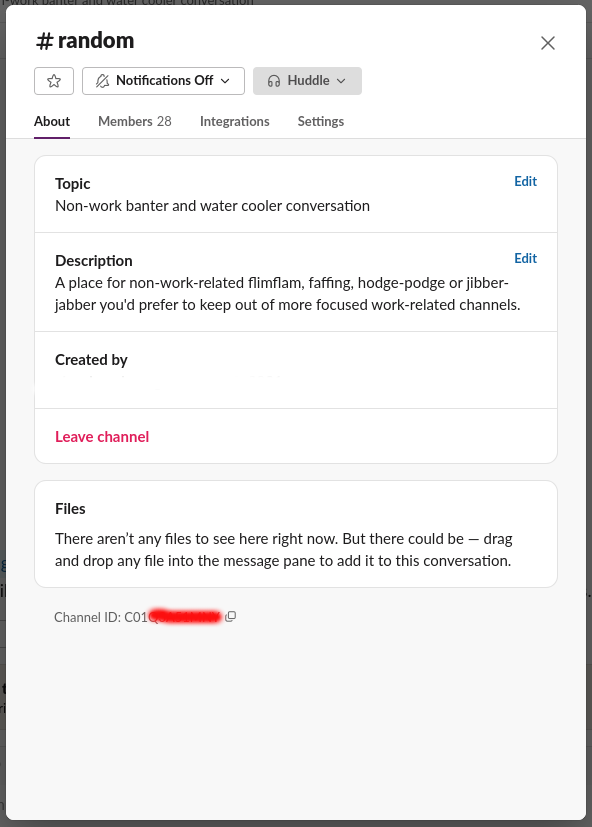 # random
Notifications Off
Huddle
About
Members 28
Integrations
Settings
Topic
Edit
Non-work banter and water cooler conversation
Description
Edit
A place for non-work-related flimflam, faffing, hodge-podge or jibber-
jabber you'd prefer to keep out of more focused work-related channels.
Created by
Leave channel
Files
There aren’t any files to see here right now. But there could be — drag
and drop any file into the message pane to add it to this conversation.
Channel ID: C01